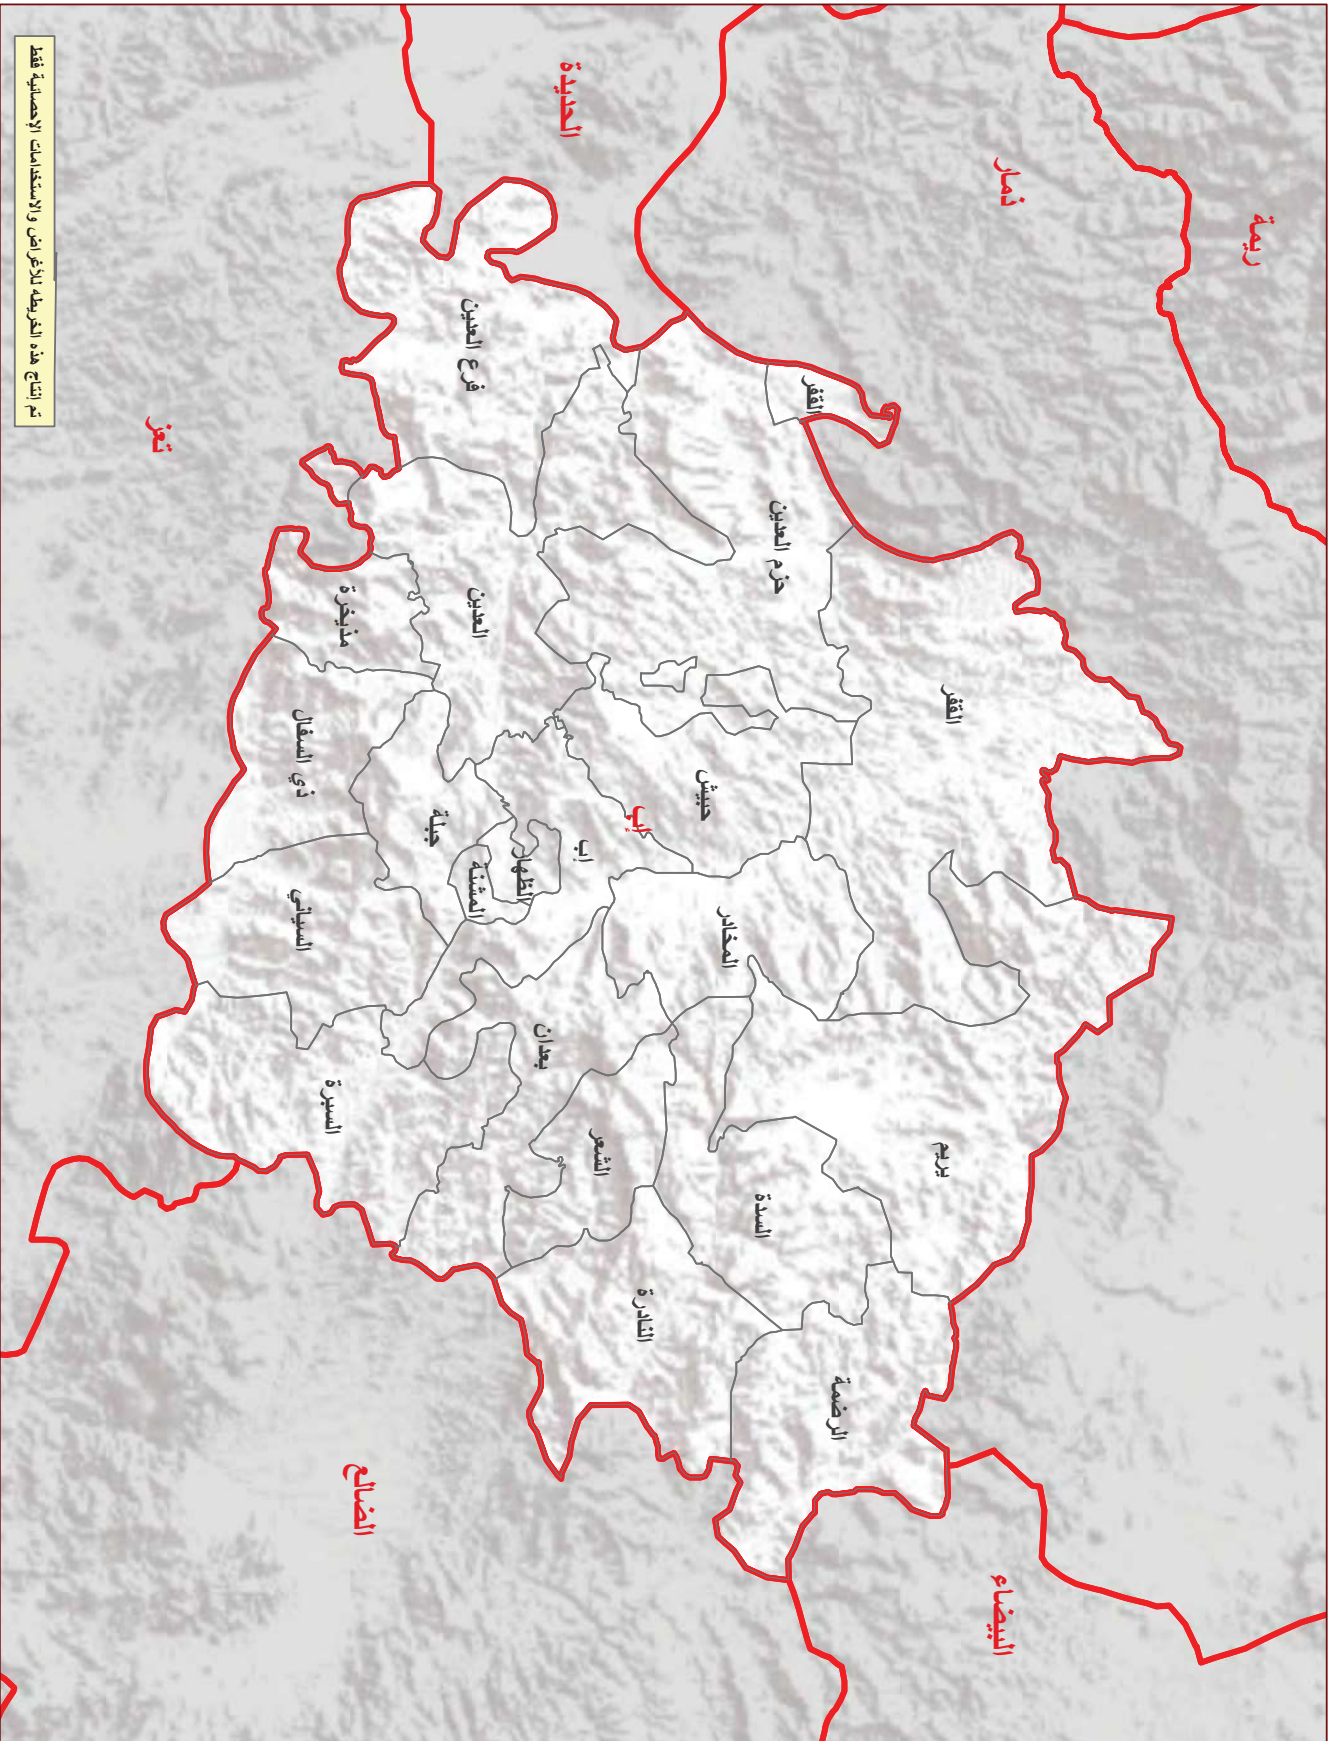 ريمة
ذمار
البيضاء
الحديدة
القفر
القفر
يريم
الرضمة
حزم العدين
حبيش
المخادر
السدة
إب
النادرة
الشعر
إب
بعدان
الظهار
المشنة
فرع العدين
العدين
جبلة
مذيخرة
ذي السفال
السياني
السبرة
الضالع
تعز
تم إنتاج هذه الخريطه للأغراض والاستخدامات الإحصائية فقط